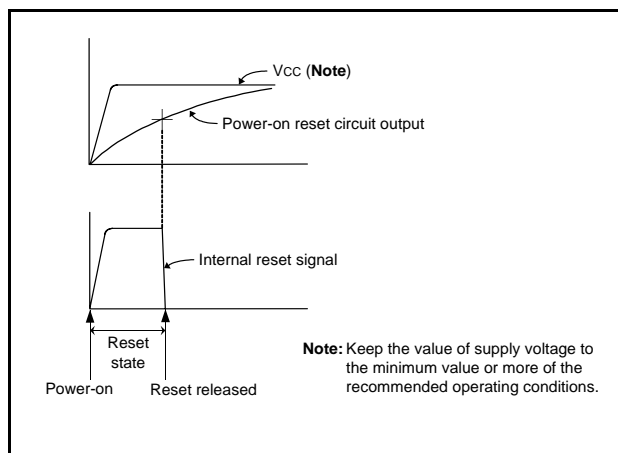 VCC (Note)
Power-on reset circuit output
Internal reset signal
Reset
state
Power-on
Reset released
Note: Keep the value of supply voltage to
the minimum value or more of the
recommended operating conditions.